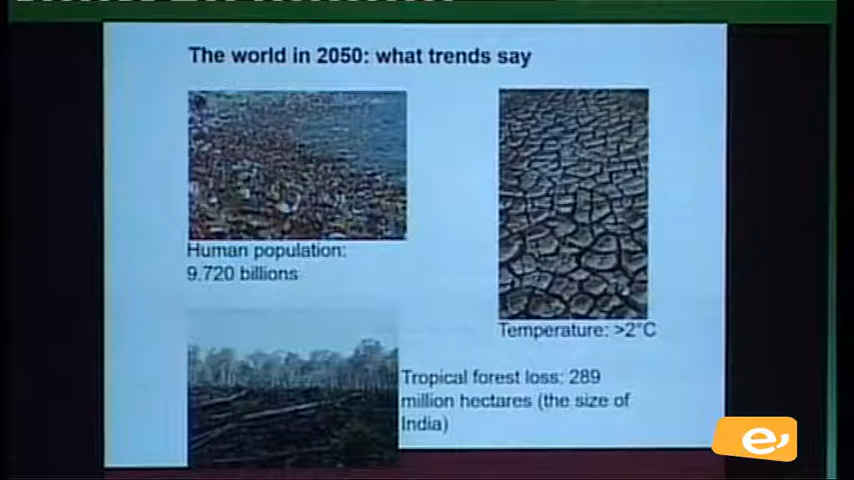 The world in 2050: what trends say
Human population:
9.720 billions
Temperature: >2°C
Tropical forest loss: 289
million hectares (the size of
India)
e